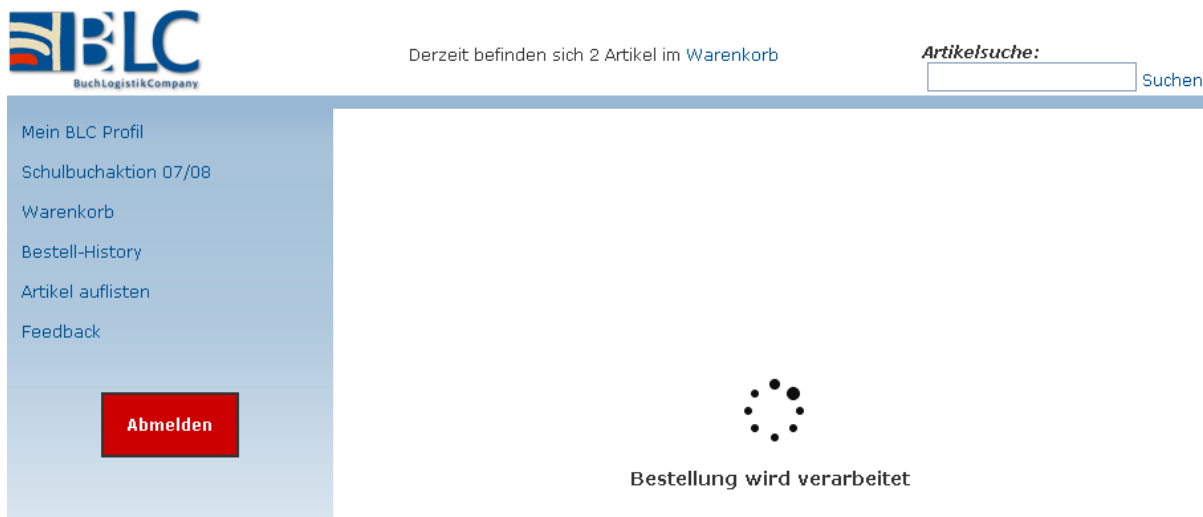 BLC
BuchLogistikCompany
Derzeit befinden sich 2 Artikel im Warenkorb
Artikelsuche:
Suchen
Mein BLC Profil
Schulbuchaktion 07/08
Warenkorb
Bestell-History
Artikel auflisten
Feedback
Abmelden
Bestellung wird verarbeitet